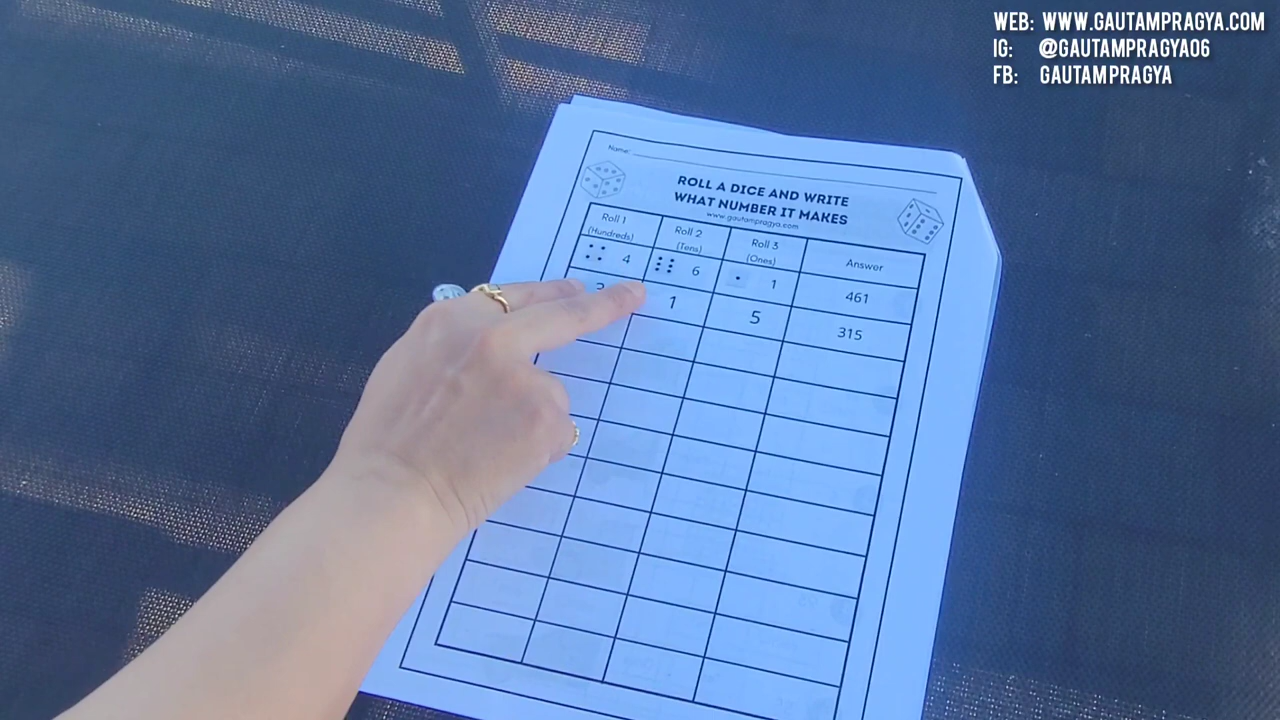 WEB: WWW.GAUTAMPRAGYA.COM
IG: @GAUTAMPRAGYA06
FB: GAUTAMPRAGYA
Name:
ROLL A DICE AND WRITE
WHAT NUMBER IT MAKES
www.gautampragya.com
Roll 1 Roll 2 Roll 3 Answer
(Hundreds) (Tens) (Ones)
4 6 1 461
3 1 5 315